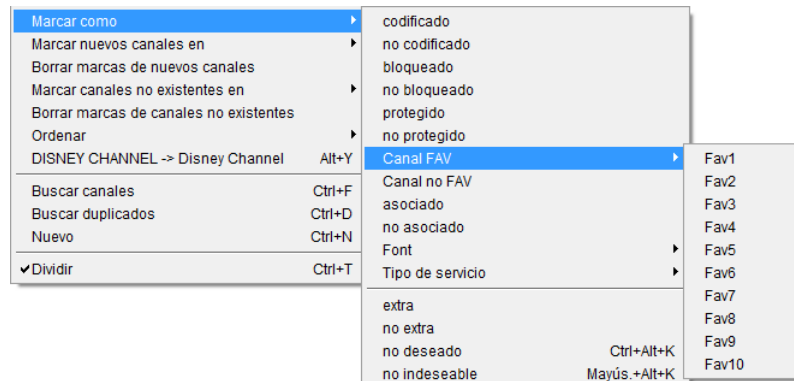 Marcar como
Marcar nuevos canales en
Borrar marcas de nuevos canales
Marcar canales no existentes en
Borrar marcas de canales no existentes
Ordenar
DISNEY CHANNEL -> Disney Channel Alt+Y
Buscar canales Ctrl+F
Buscar duplicados Ctrl+D
Nuevo Ctrl+N
Dividir Ctrl+T
codificado
no codificado
bloqueado
no bloqueado
protegido
no protegido
Canal FAV
Canal no FAV
asociado
no asociado
Font
Tipo de servicio
extra
no extra
no deseado Ctrl+Alt+K
no indeseable Mayús.+Alt+K
Fav1
Fav2
Fav3
Fav4
Fav5
Fav6
Fav7
Fav8
Fav9
Fav10